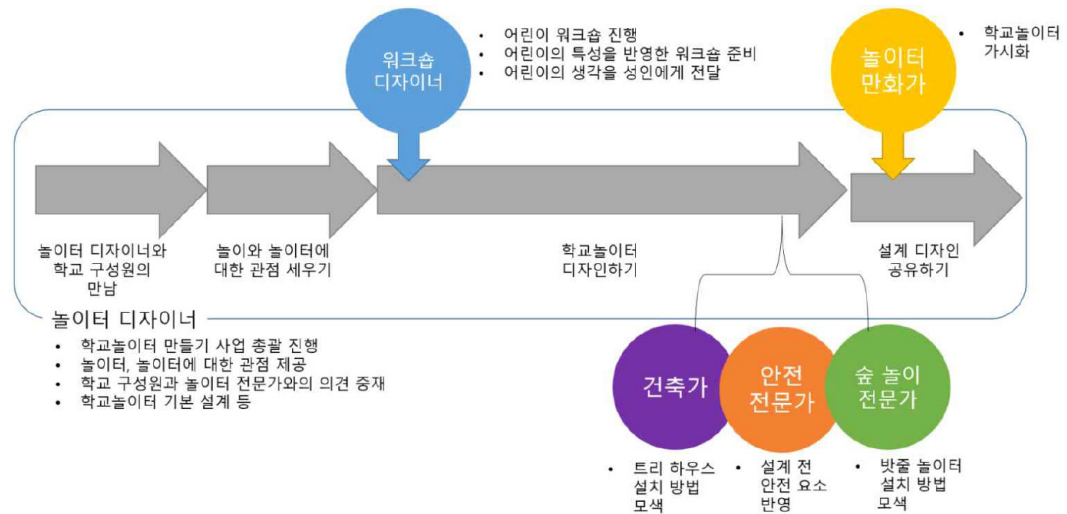 워크숍
디자이너
• 어린이 워크숍 진행
• 어린이의 특성을 반영한 워크숍 준비
• 어린이의 생각을 성인에게 전달
놀이터
만화가
• 학교놀이터
가시화
놀이터 디자이너와
학교 구성원의
만남
놀이와 놀이터에
대한 관점 세우기
학교놀이터
디자인하기
설계 디자인
공유하기
놀이터 디자이너
• 학교놀이터 만들기 사업 총괄 진행
• 놀이터, 놀이터에 대한 관점 제공
• 학교 구성원과 놀이터 전문가와의 의견 중재
• 학교놀이터 기본 설계 등
건축가
안전
전문가
숲 놀이
전문가
• 트리 하우스
설치 방법
모색
• 설계 전
안전 요소
반영
• 밧줄 놀이터
설치 방법
모색